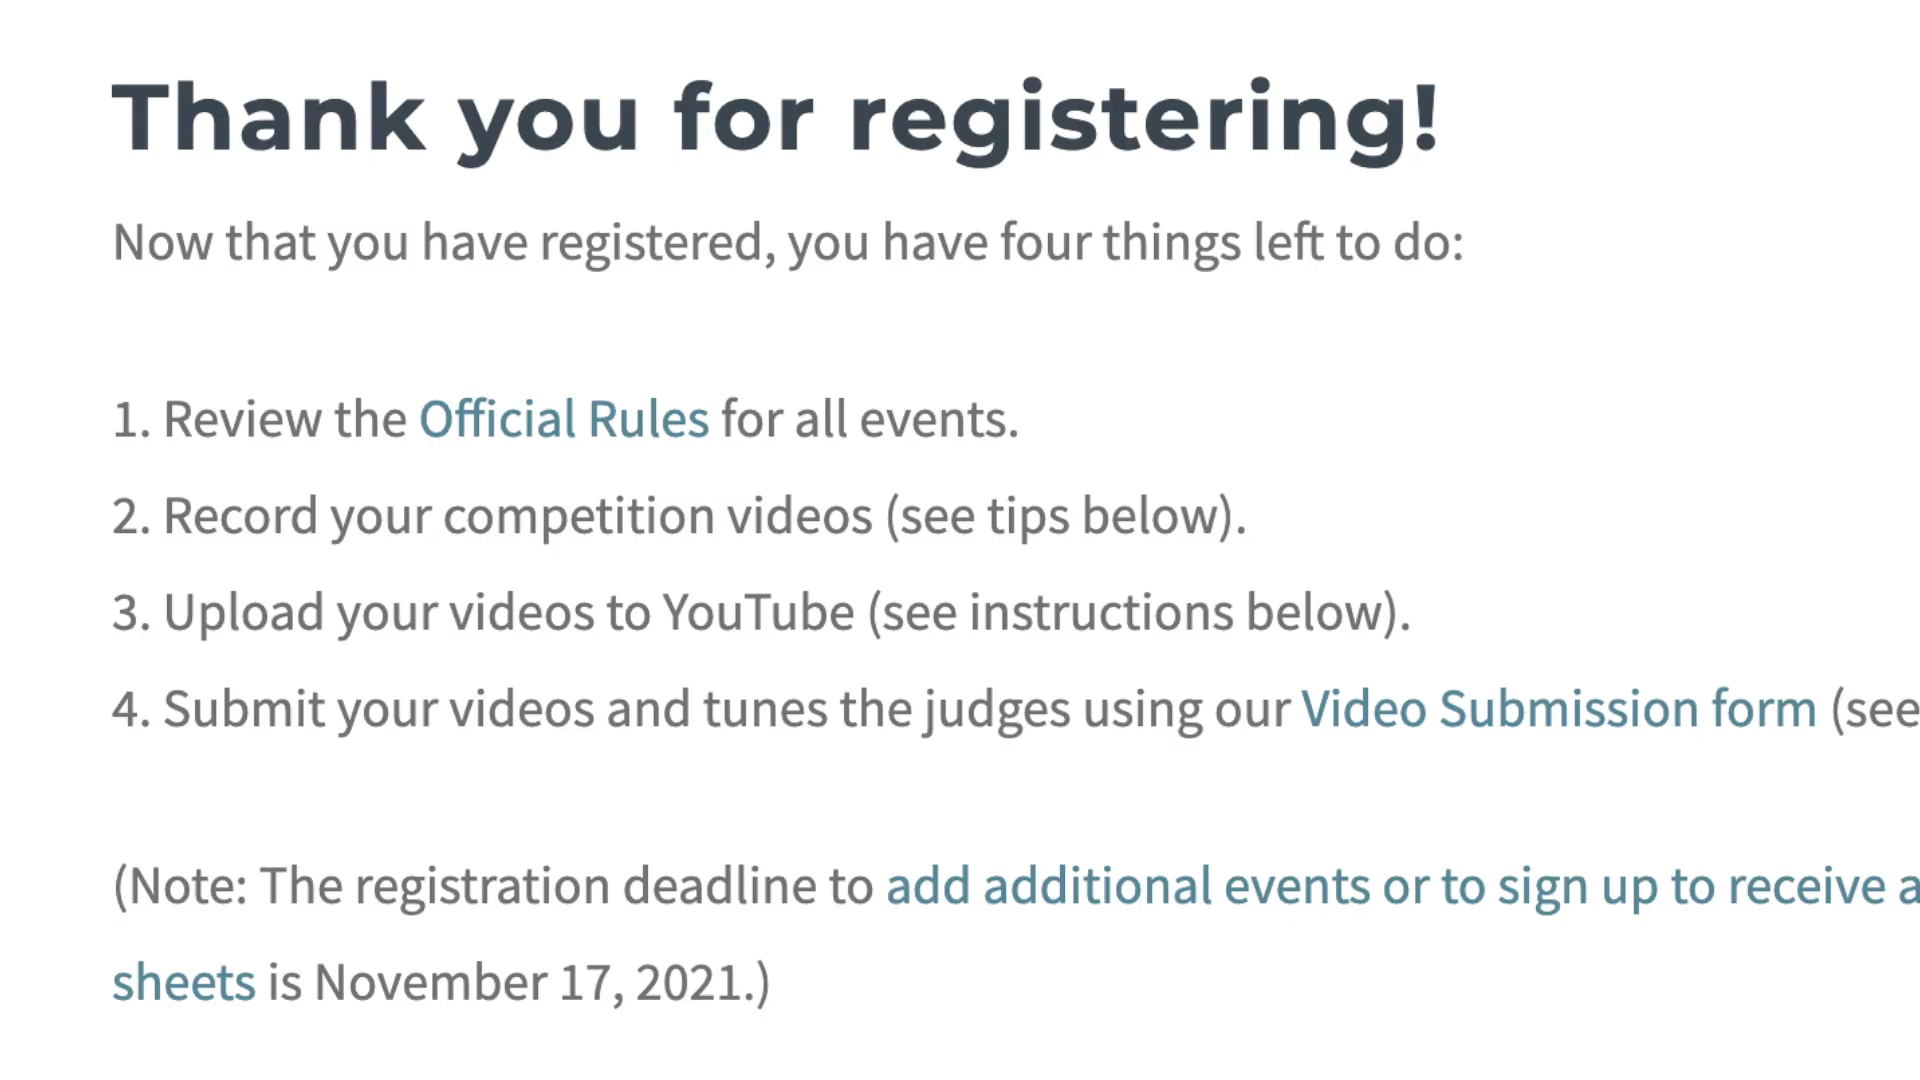 Thank you for registering!
Now that you have registered, you have four things left to do:
1. Review the Official Rules for all events.
2. Record your competition videos (see tips below).
3. Upload your videos to YouTube (see instructions below).
4. Submit your videos and tunes the judges using our Video Submission form (see
(Note: The registration deadline to add additional events or to sign up to receive a
sheets is November 17, 2021.)